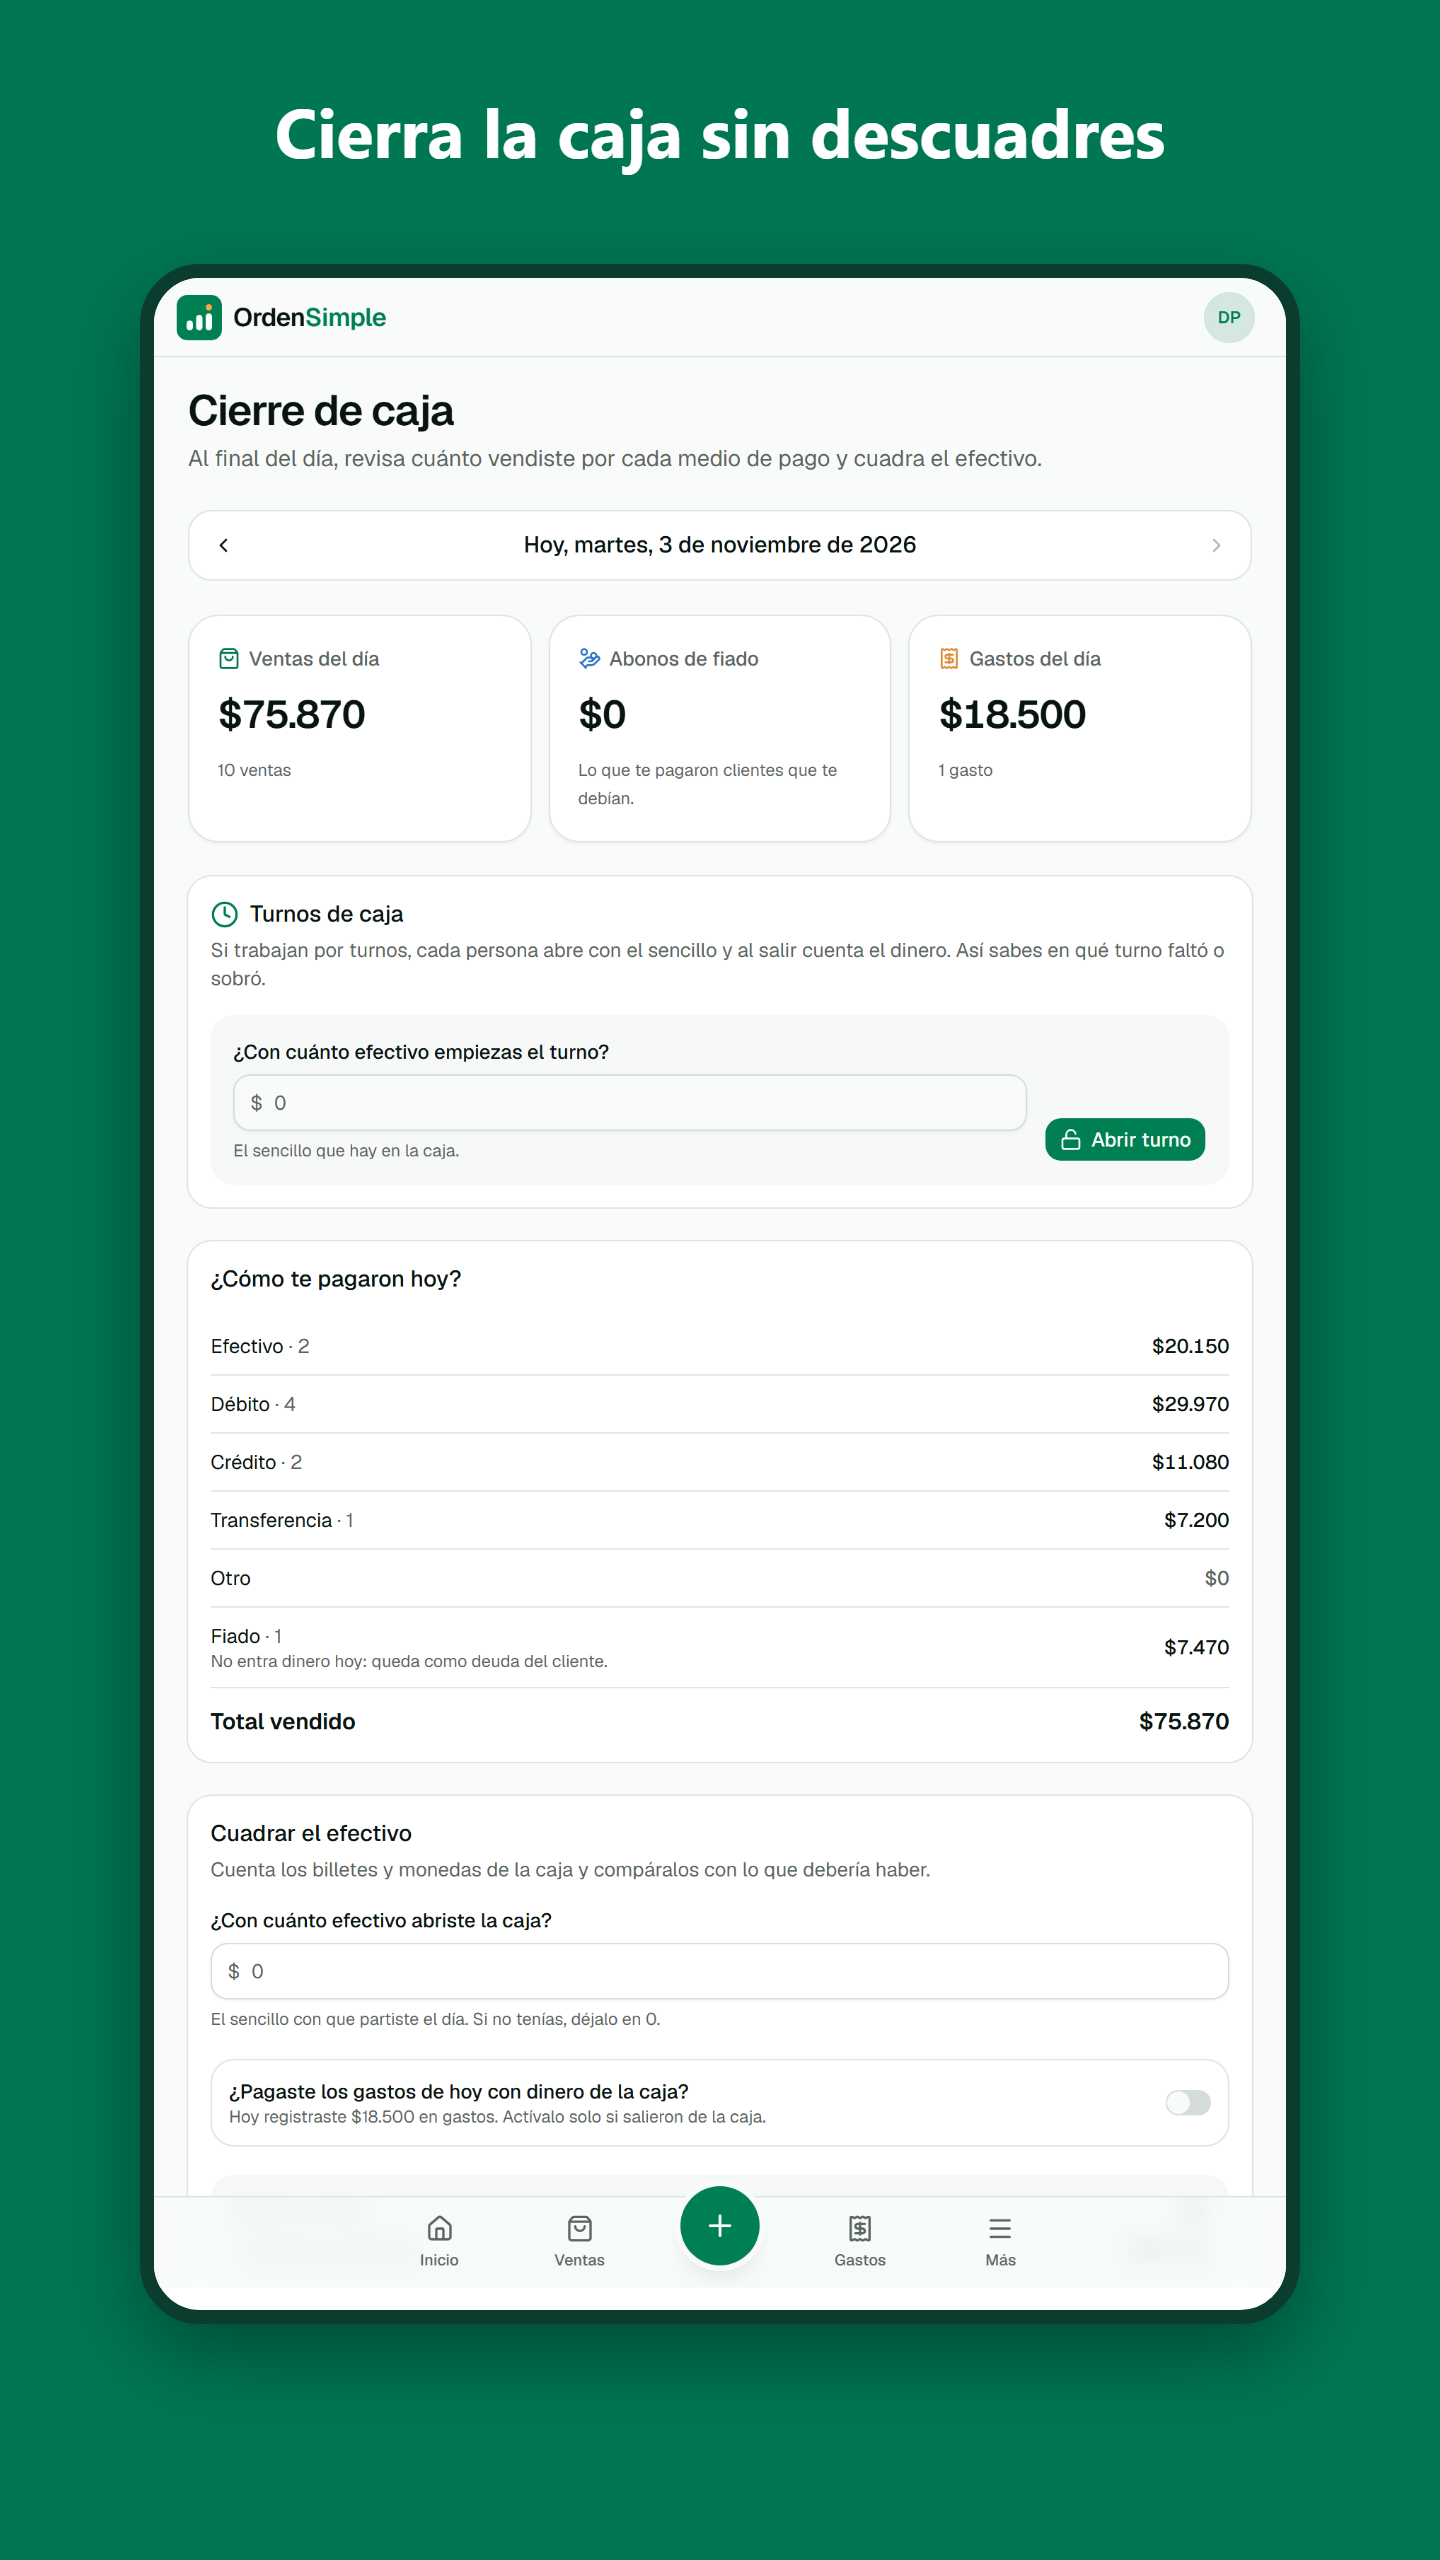 Cierra la caja sin descuadres
OrdenSimple
DP
Cierre de caja
Al final del día, revisa cuánto vendiste por cada medio de pago y cuadra el efectivo.
Hoy, martes, 3 de noviembre de 2026
Ventas del día
$75.870
10 ventas
Abonos de fiado
$0
Lo que te pagaron clientes que te
debían.
Gastos del día
$18.500
1 gasto
Turnos de caja
Si trabajan por turnos, cada persona abre con el sencillo y al salir cuenta el dinero. Así sabes en qué turno faltó o
sobró.
¿Con cuánto efectivo empiezas el turno?
$ 0
El sencillo que hay en la caja.
Abrir turno
¿Cómo te pagaron hoy?
Efectivo · 2 $20.150
Débito · 4 $29.970
Crédito · 2 $11.080
Transferencia · 1 $7.200
Otro $0
Fiado · 1 $7.470
No entra dinero hoy: queda como deuda del cliente.
Total vendido $75.870
Cuadrar el efectivo
Cuenta los billetes y monedas de la caja y compáralos con lo que debería haber.
¿Con cuánto efectivo abriste la caja?
$ 0
El sencillo con que partiste el día. Si no tenías, déjalo en 0.
¿Pagaste los gastos de hoy con dinero de la caja?
Hoy registraste $18.500 en gastos. Actívalo solo si salieron de la caja.
Inicio Ventas Gastos Más